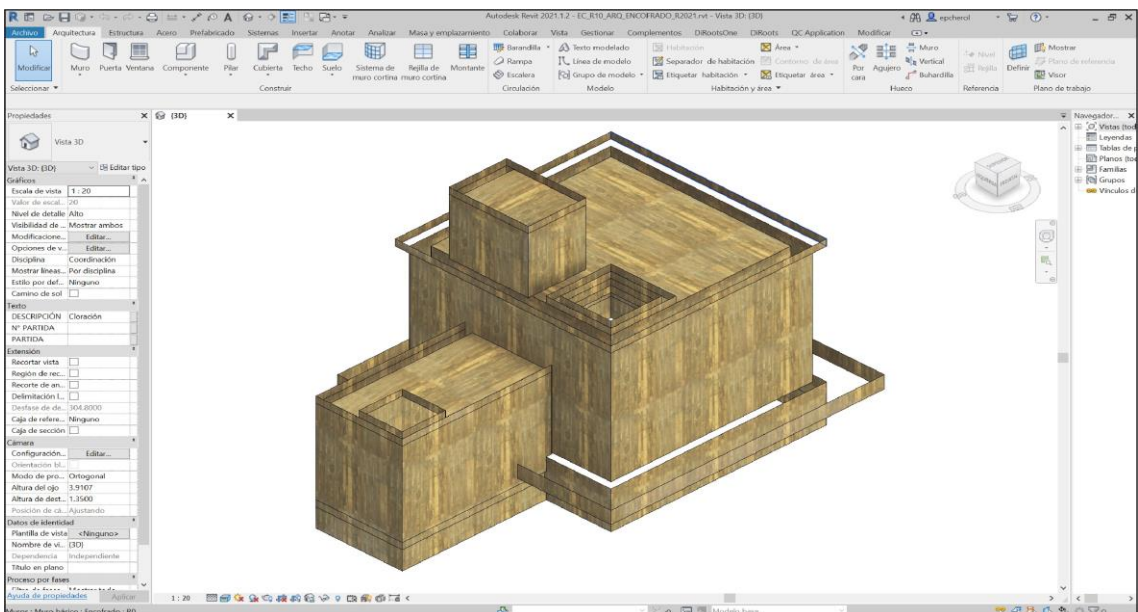 Autodesk Revit 2021.1.2 - EC_R10_ARQ_ENCOFRADO_R2021.rvt - Vista 3D: {3D}
epcherol
Archivo Arquitectura Estructura Acero Prefabricado Sistemas Insertar Anotar Analizar Masa y emplazamiento Colaborar Vista Gestionar Complementos DiRootsOne DiRoots QC Application Modificar
Modificar Muro Puerta Ventana Componente Pilar Cubierta Techo Suelo Sistema de muro cortina Rejilla de muro cortina Montante
Barandilla Texto modelado Habitación Área Muro Mostrar
Rampa Línea de modelo Separador de habitación Contorno de área Vertical Plano de referencia
Escalera Grupo de modelo Etiquetar habitación Etiquetar área Buhardilla Visor
Por cara Agujero Nivel Rejilla Definir
Seleccionar Construir Circulación Modelo Habitación y área Hueco Referencia Plano de trabajo
Propiedades
{3D}
Navegador...
Vista 3D
Vista 3D: {3D} Editar tipo
Gráficos
Escala de vista 1 : 20
Valor de escal... 20
Nivel de detalle Alto
Visibilidad de ... Mostrar ambos
Modificacione... Editar...
Opciones de v... Editar...
Disciplina Coordinación
Mostrar líneas... Por disciplina
Estilo por def... Ninguno
Camino de sol
Texto
DESCRIPCIÓN Cloración
N° PARTIDA
PARTIDA
Extensión
Recortar vista
Región de rec...
Recorte de an...
Delimitación l...
Desfase de de... 304.8000
Caja de refere... Ninguno
Caja de sección
Cámara
Configuración... Editar...
Orientación bl...
Modo de pro... Ortogonal
Altura del ojo 3.9107
Altura de dest... 1.3500
Posición de cá... Ajustando
Datos de identidad
Plantilla de vista <Ninguno>
Nombre de vi... {3D}
Dependencia Independiente
Título en plano
Proceso por fases
Ayuda de propiedades Aplicar
Vistas (tod
Leyendas
Tablas de p
Planos (tod
Familias
Grupos
Vínculos d
1 : 20
Muros : Muro básico : Encofrado : R0
Modelo base